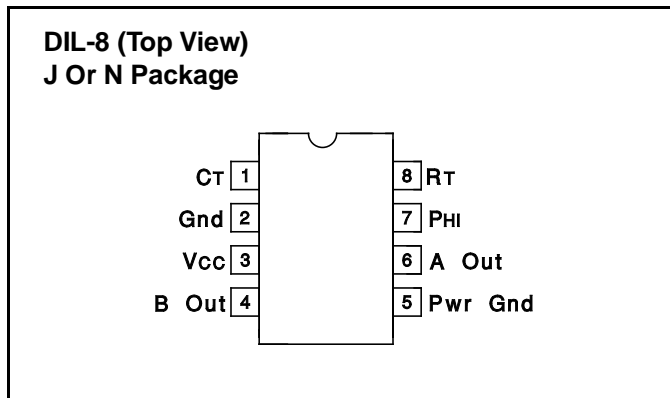 DIL-8 (Top View)
J Or N Package
CT 1 8 RT
Gnd 2 7 PHI
Vcc 3 6 A Out
B Out 4 5 Pwr Gnd